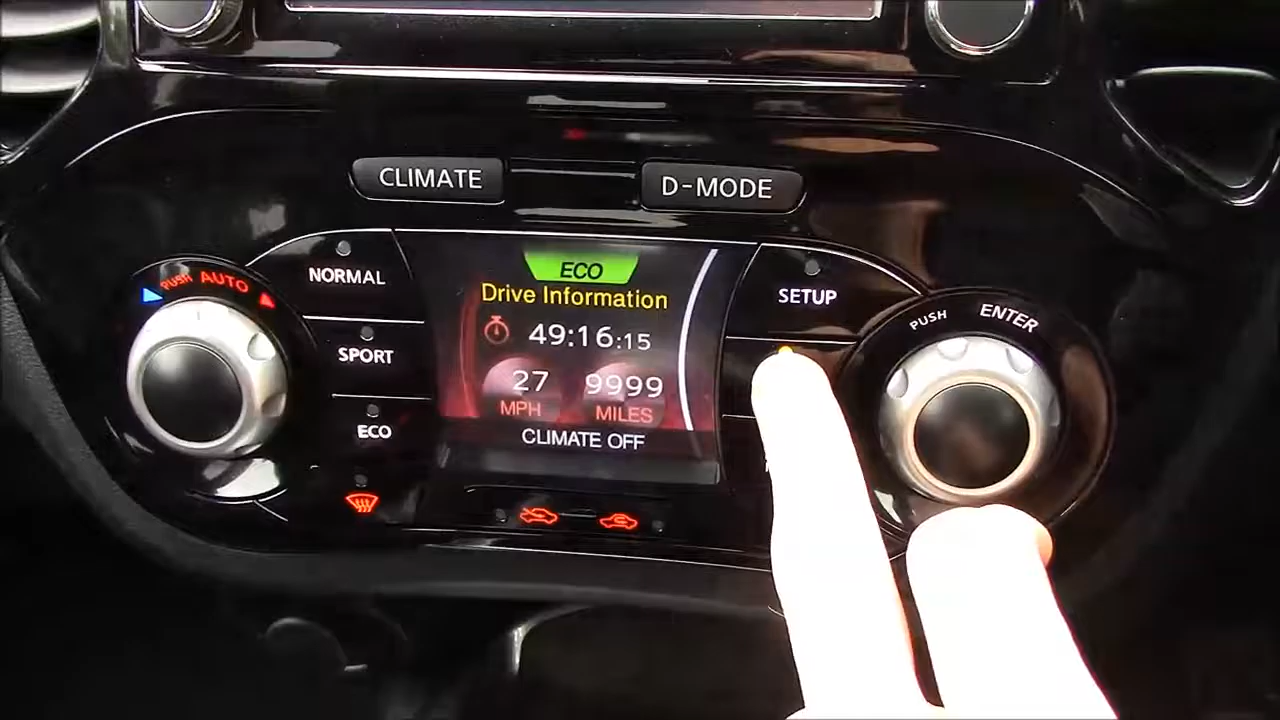 CLIMATE
D-MODE
AUTO
NORMAL
SPORT
ECO
ECO
Drive Information
49:16:15
27 9999
MPH MILES
CLIMATE OFF
SETUP
PUSH ENTER